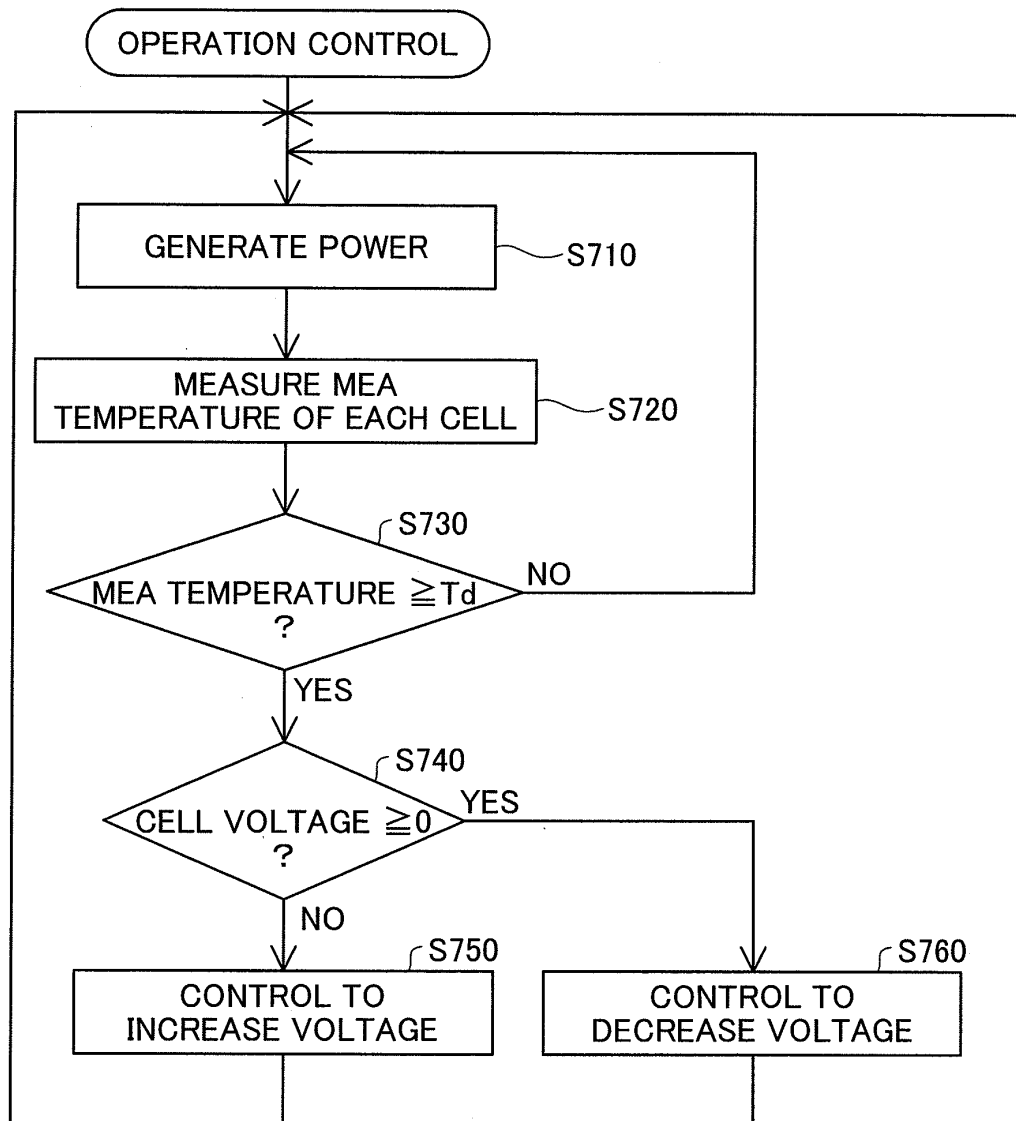 OPERATION CONTROL
GENERATE POWER
S710
MEASURE MEA
TEMPERATURE OF EACH CELL
S720
S730
MEA TEMPERATURE ≧Td
?
NO
YES
S740
CELL VOLTAGE ≧0
?
YES
NO
S750
CONTROL TO
INCREASE VOLTAGE
S760
CONTROL TO
DECREASE VOLTAGE